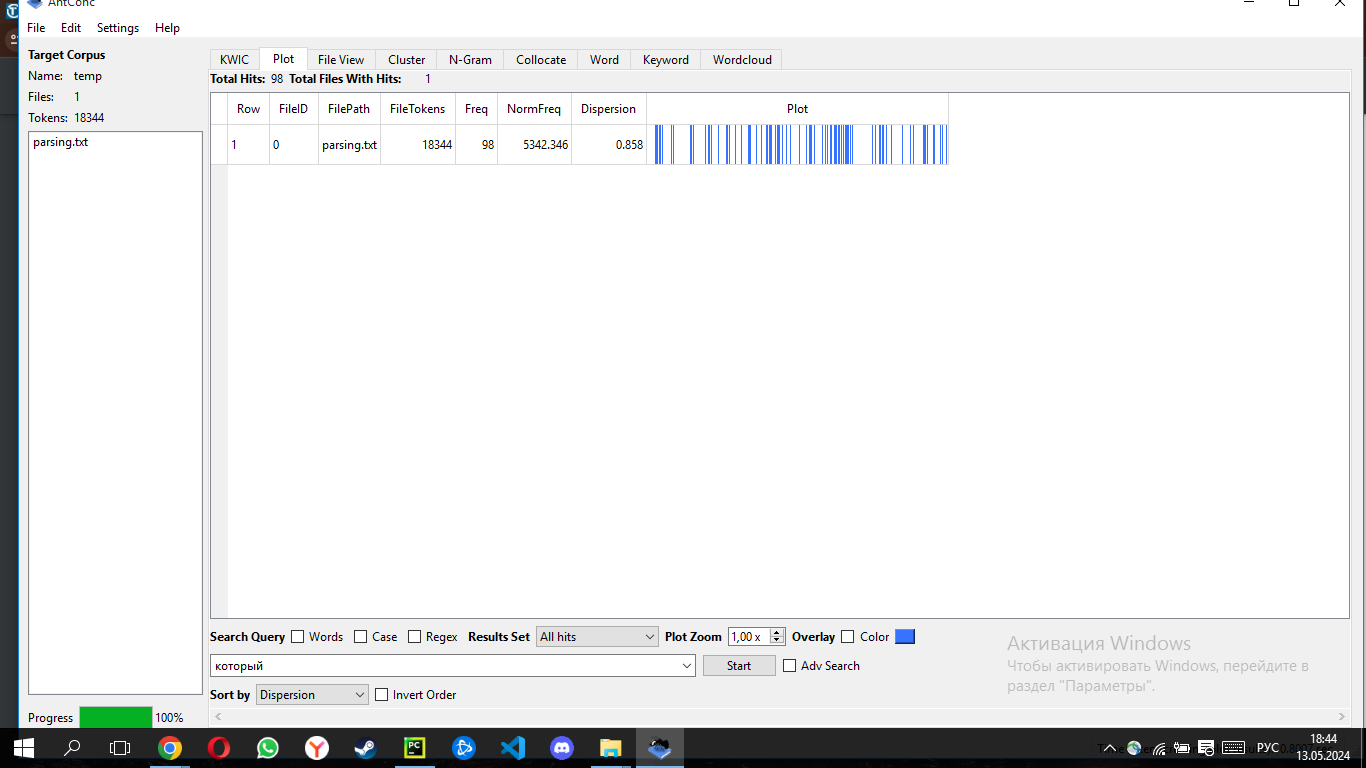 AntConc
File Edit Settings Help
Target Corpus
Name: temp
Files: 1
Tokens: 18344
parsing.txt
Progress 100%
KWIC Plot File View Cluster N-Gram Collocate Word Keyword Wordcloud
Total Hits: 98 Total Files With Hits: 1
Row FileID FilePath FileTokens Freq NormFreq Dispersion Plot
1 0 parsing.txt 18344 98 5342.346 0.858
Search Query Words Case Regex Results Set All hits Plot Zoom 1,00 x Overlay Color
который Start Adv Search
Sort by Dispersion Invert Order
Активация Windows
Чтобы активировать Windows, перейдите в
раздел "Параметры".
PC
РУС
18:44
13.05.2024